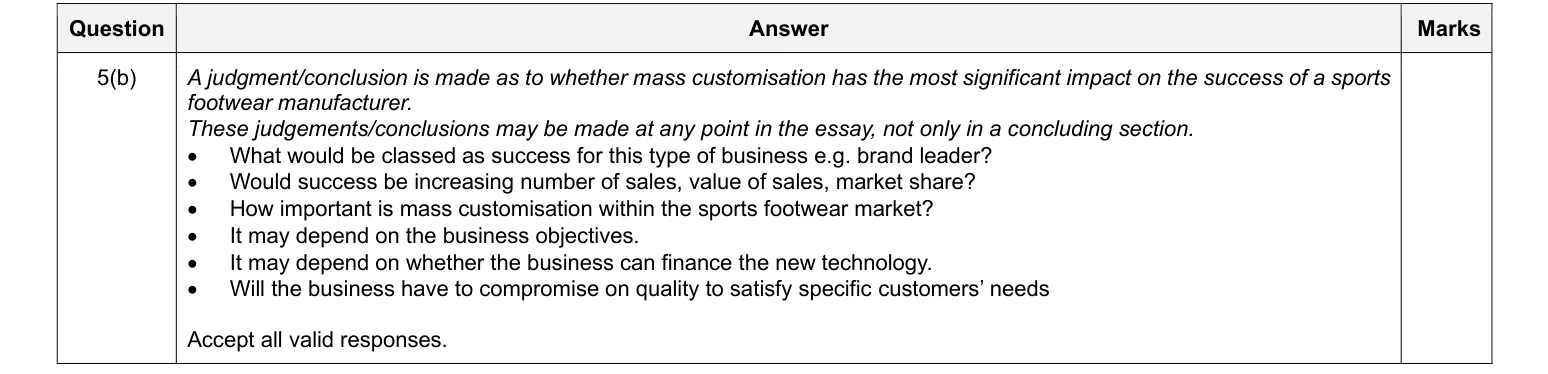 Question Answer Marks
5(b) A judgment/conclusion is made as to whether mass customisation has the most significant impact on the success of a sports
footwear manufacturer.
These judgements/conclusions may be made at any point in the essay, not only in a concluding section.
• What would be classed as success for this type of business e.g. brand leader?
• Would success be increasing number of sales, value of sales, market share?
• How important is mass customisation within the sports footwear market?
• It may depend on the business objectives.
• It may depend on whether the business can finance the new technology.
• Will the business have to compromise on quality to satisfy specific customers’ needs
Accept all valid responses.